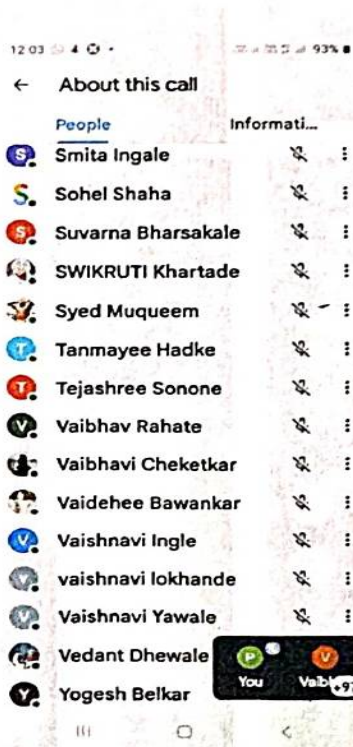 12 03 4
93%
← About this call
People Informati...
S Smita Ingale
S. Sohel Shaha
S Suvarna Bharsakale
SWIKRUTI Khartade
Syed Muqueem
T Tanmayee Hadke
T Tejashree Sonone
V Vaibhav Rahate
Vaibhavi Cheketkar
Vaidehee Bawankar
V Vaishnavi Ingle
vaishnavi lokhande
V Vaishnavi Yawale
Vedant Dhewale
Y Yogesh Belkar
P V
You +97